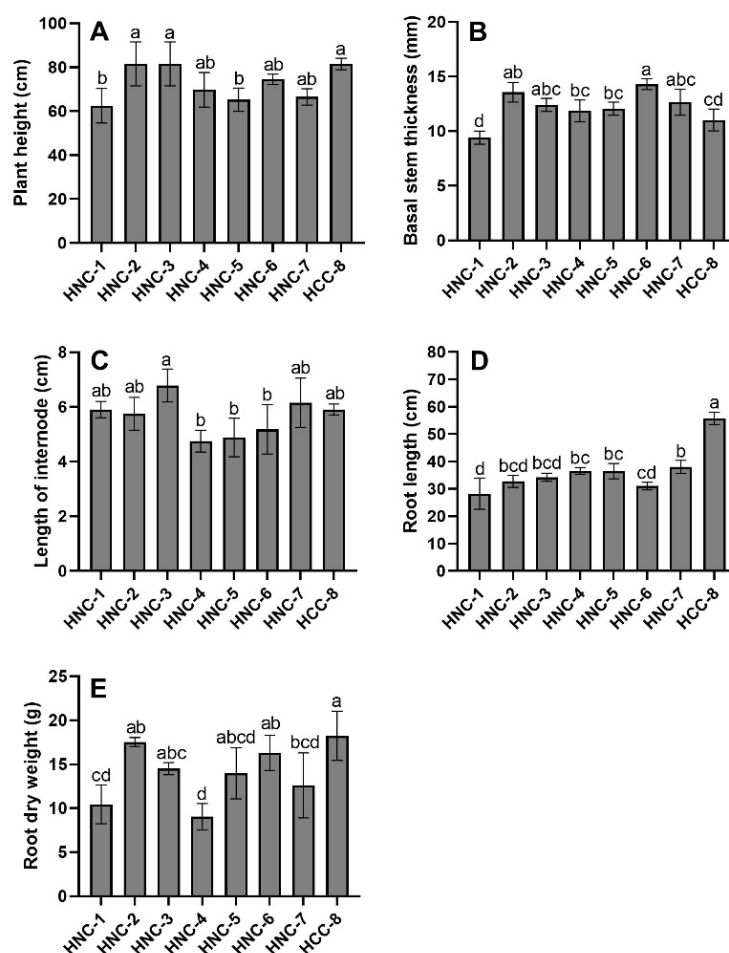 A
Plant height (cm)
100
80
60
40
20
0
b
a
a
ab
b
ab
ab
a
HNC-1
HNC-2
HNC-3
HNC-4
HNC-5
HNC-6
HNC-7
HCC-8
B
Basal stem thickness (mm)
20
15
10
5
0
d
ab
abc
bc
bc
a
abc
cd
HNC-1
HNC-2
HNC-3
HNC-4
HNC-5
HNC-6
HNC-7
HCC-8
C
Length of internode (cm)
8
6
4
2
0
ab
ab
a
b
b
b
ab
ab
HNC-1
HNC-2
HNC-3
HNC-4
HNC-5
HNC-6
HNC-7
HCC-8
D
Root length (cm)
80
70
60
50
40
30
20
10
0
d
bcd
bcd
bc
bc
cd
b
a
HNC-1
HNC-2
HNC-3
HNC-4
HNC-5
HNC-6
HNC-7
HCC-8
E
Root dry weight (g)
25
20
15
10
5
0
cd
ab
abc
d
abcd
ab
bcd
a
HNC-1
HNC-2
HNC-3
HNC-4
HNC-5
HNC-6
HNC-7
HCC-8